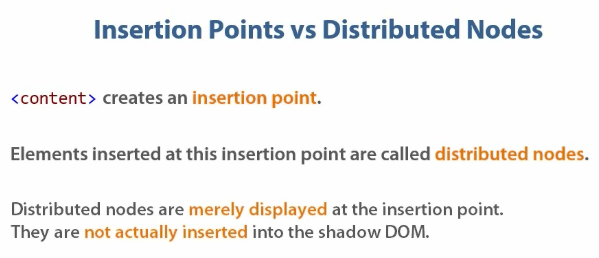 Insertion Points vs Distributed Nodes
<content> creates an insertion point.
Elements inserted at this insertion point are called distributed nodes.
Distributed nodes are merely displayed at the insertion point.
They are not actually inserted into the shadow DOM.